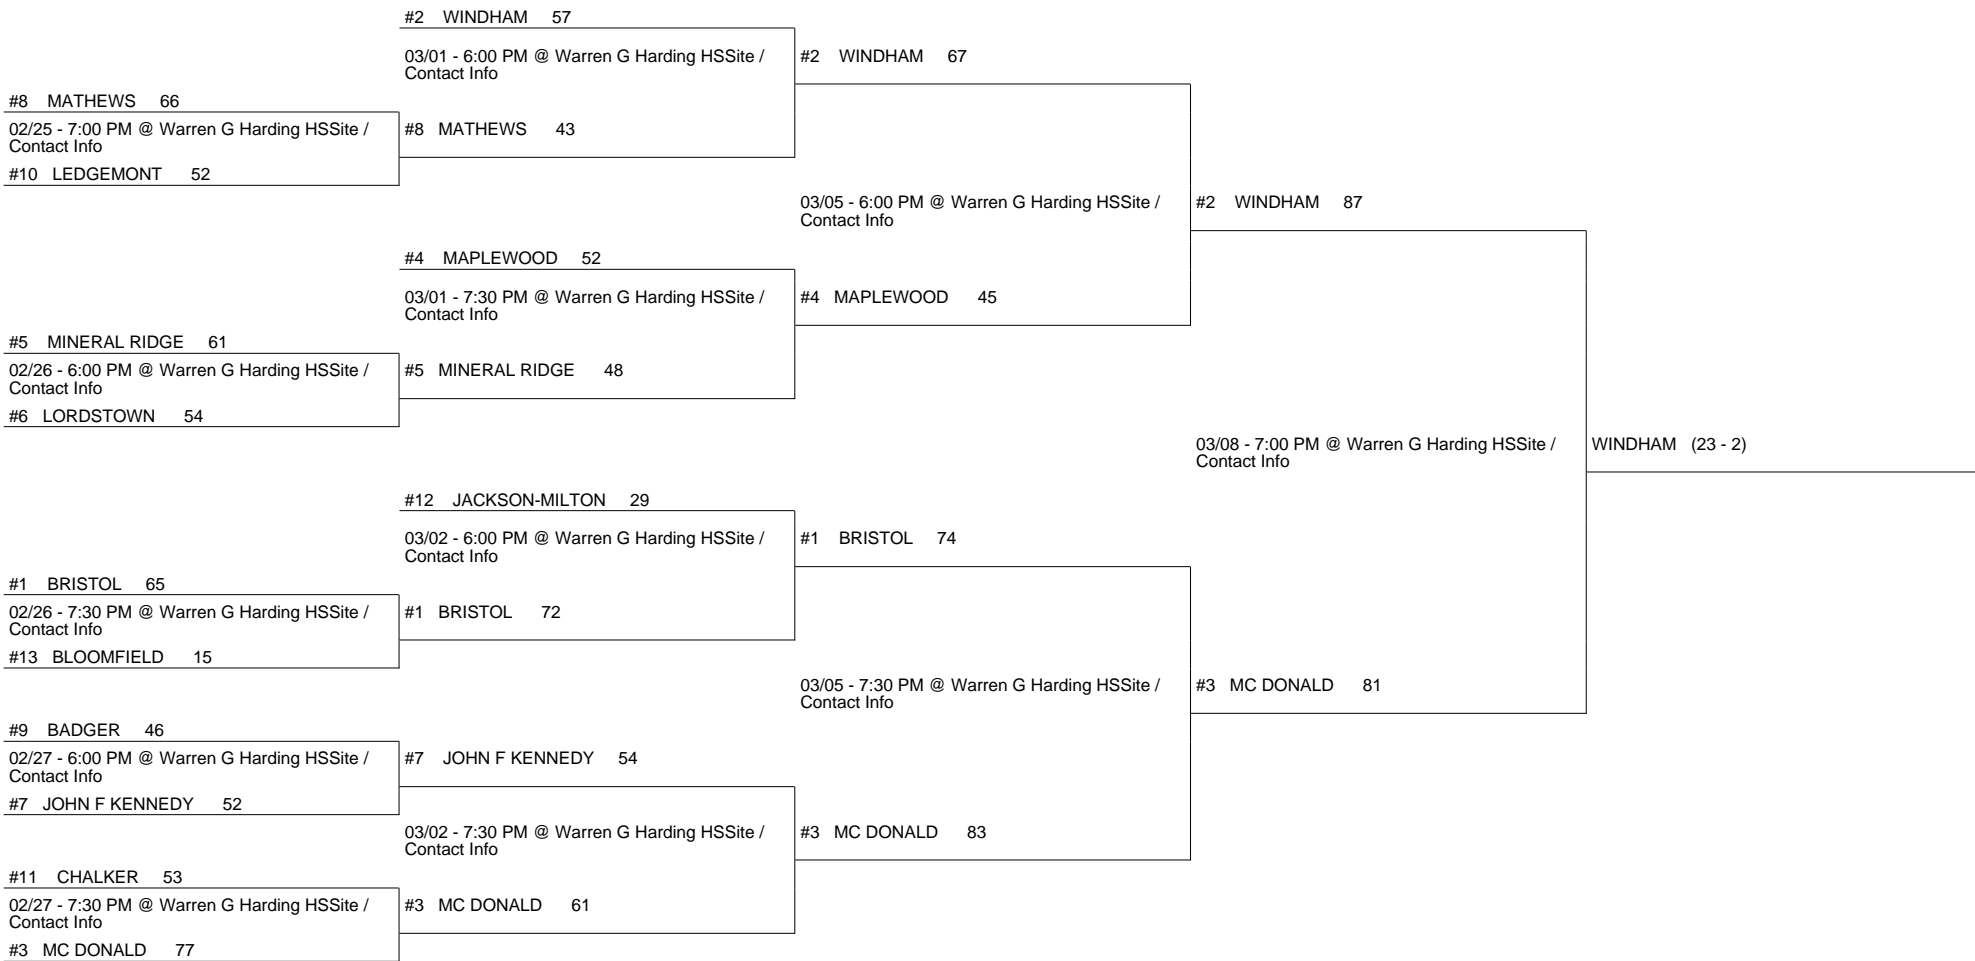 #2 WINDHAM 57
03/01 - 6:00 PM @ Warren G Harding HSSite /
Contact Info
#2 WINDHAM 67
#8 MATHEWS 66
02/25 - 7:00 PM @ Warren G Harding HSSite /
Contact Info
#8 MATHEWS 43
#10 LEDGEMONT 52
03/05 - 6:00 PM @ Warren G Harding HSSite /
Contact Info
#2 WINDHAM 87
#4 MAPLEWOOD 52
03/01 - 7:30 PM @ Warren G Harding HSSite /
Contact Info
#4 MAPLEWOOD 45
#5 MINERAL RIDGE 61
02/26 - 6:00 PM @ Warren G Harding HSSite /
Contact Info
#5 MINERAL RIDGE 48
#6 LORDSTOWN 54
03/08 - 7:00 PM @ Warren G Harding HSSite /
Contact Info
WINDHAM (23 - 2)
#12 JACKSON-MILTON 29
03/02 - 6:00 PM @ Warren G Harding HSSite /
Contact Info
#1 BRISTOL 74
#1 BRISTOL 65
02/26 - 7:30 PM @ Warren G Harding HSSite /
Contact Info
#1 BRISTOL 72
#13 BLOOMFIELD 15
03/05 - 7:30 PM @ Warren G Harding HSSite /
Contact Info
#3 MC DONALD 81
#9 BADGER 46
02/27 - 6:00 PM @ Warren G Harding HSSite /
Contact Info
#7 JOHN F KENNEDY 54
#7 JOHN F KENNEDY 52
03/02 - 7:30 PM @ Warren G Harding HSSite /
Contact Info
#3 MC DONALD 83
#11 CHALKER 53
02/27 - 7:30 PM @ Warren G Harding HSSite /
Contact Info
#3 MC DONALD 61
#3 MC DONALD 77